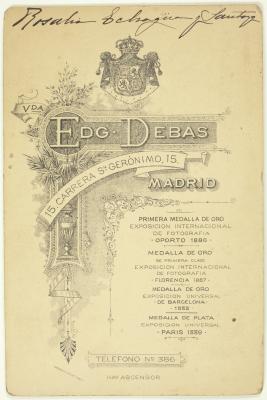 Rosalia Echagüe y Santoyo
VDA
EDG. DEBAS
15, CARRERA Sn GERÓNIMO, 15.
MADRID
PRIMERA MEDALLA DE ORO
EXPOSICION INTERNACIONAL
DE FOTOGRAFIA
- OPORTO 1886 -
MEDALLA DE ORO
DE PRIMERA CLASE
EXPOSICION INTERNACIONAL
DE FOTOGRAFIA
- FLORENCIA 1887 -
MEDALLA DE ORO
EXPOSICION UNIVERSAL
DE BARCELONA
- 1888 -
MEDALLA DE PLATA
EXPOSICION UNIVERSAL
- PARIS 1889 -
TELEFONO No 386
HAY ASCENSOR